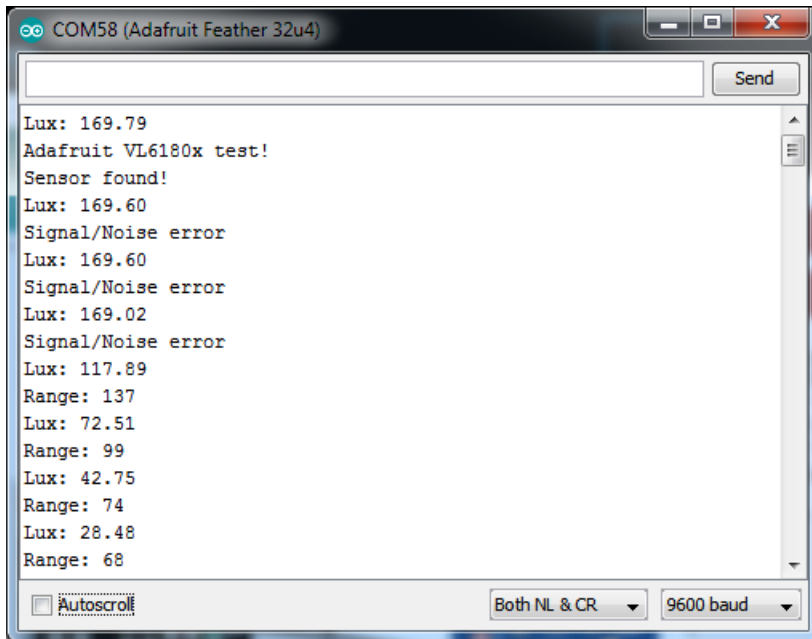 COM58 (Adafruit Feather 32u4)
Send
Lux: 169.79
Adafruit VL6180x test!
Sensor found!
Lux: 169.60
Signal/Noise error
Lux: 169.60
Signal/Noise error
Lux: 169.02
Signal/Noise error
Lux: 117.89
Range: 137
Lux: 72.51
Range: 99
Lux: 42.75
Range: 74
Lux: 28.48
Range: 68
Autoscroll
Both NL & CR
9600 baud